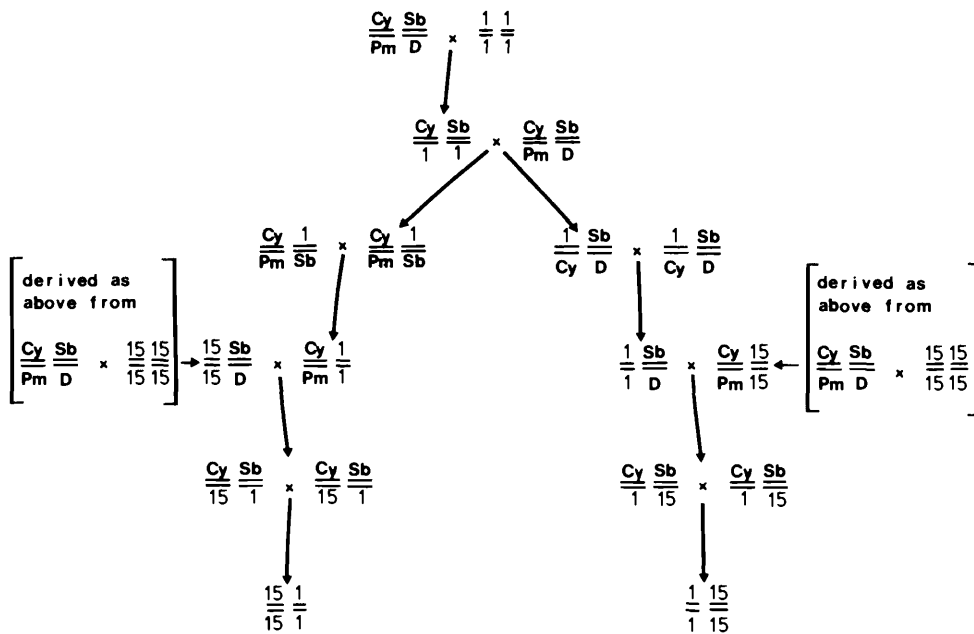 Cy Sb × 1 1
Pm D 1 1
Cy Sb × Cy Sb
1 1 Pm D
Cy 1 × Cy 1 1 Sb × 1 Sb
Pm Sb Pm Sb Cy D Cy D
derived as
above from
Cy Sb × 15 15
Pm D 15 15
15 Sb × Cy 1
15 D Pm 1
1 Sb × Cy 15
1 D Pm 15
derived as
above from
Cy Sb × 15 15
Pm D 15 15
Cy Sb × Cy Sb Cy Sb × Cy Sb
15 1 15 1 1 15 1 15
15 1 1 15
15 1 1 15